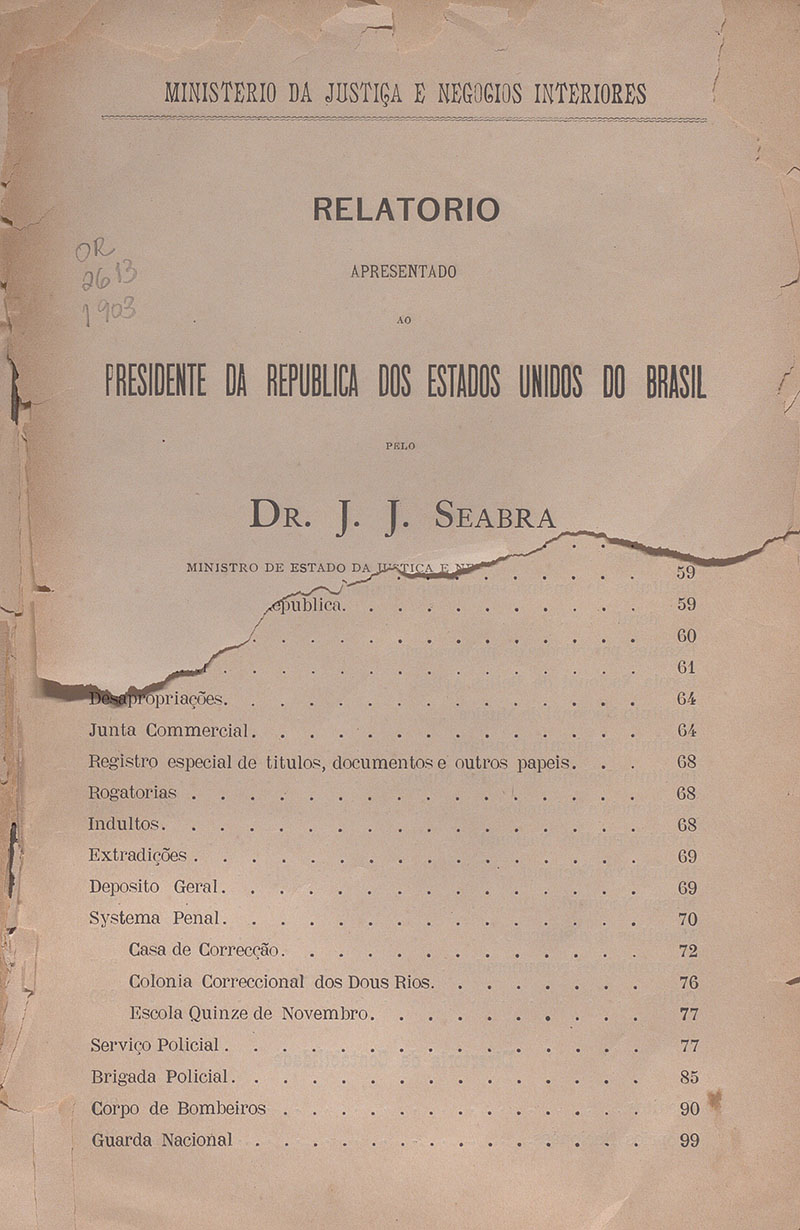 MINISTERIO DA JUSTIÇA E NEGOCIOS INTERIORES
RELATORIO
OR
2613
1903
APRESENTADO
AO
PRESIDENTE DA REPUBLICA DOS ESTADOS UNIDOS DO BRASIL
PELO
DR. J. J. SEABRA
MINISTRO DE ESTADO DA JUSTIÇA E
. . . . . . . . 59
epublica. . . . . . . . . . . 59
. . . . . . . . . . . . . . 60
. . . . . . . . . . . . . . . 61
Desapropriações. . . . . . . . . . . . . . . 64
Junta Commercial. . . . . . . . . . . . . . 64
Registro especial de titulos, documentos e outros papeis. . . 68
Rogatorias . . . . . . . . . . . . . . . . 68
Indultos. . . . . . . . . . . . . . . . . 68
Extradições . . . . . . . . . . . . . . . . 69
Deposito Geral. . . . . . . . . . . . . . . 69
Systema Penal. . . . . . . . . . . . . . . 70
Casa de Correcção. . . . . . . . . . . . . 72
Colonia Correccional dos Dous Rios. . . . . . . . 76
Escola Quinze de Novembro. . . . . . . . . . 77
Serviço Policial . . . . . . . . . . . . . . . 77
Brigada Policial. . . . . . . . . . . . . . . 85
Corpo de Bombeiros . . . . . . . . . . . . . 90
Guarda Nacional . . . . . . . . . . . . . . 99